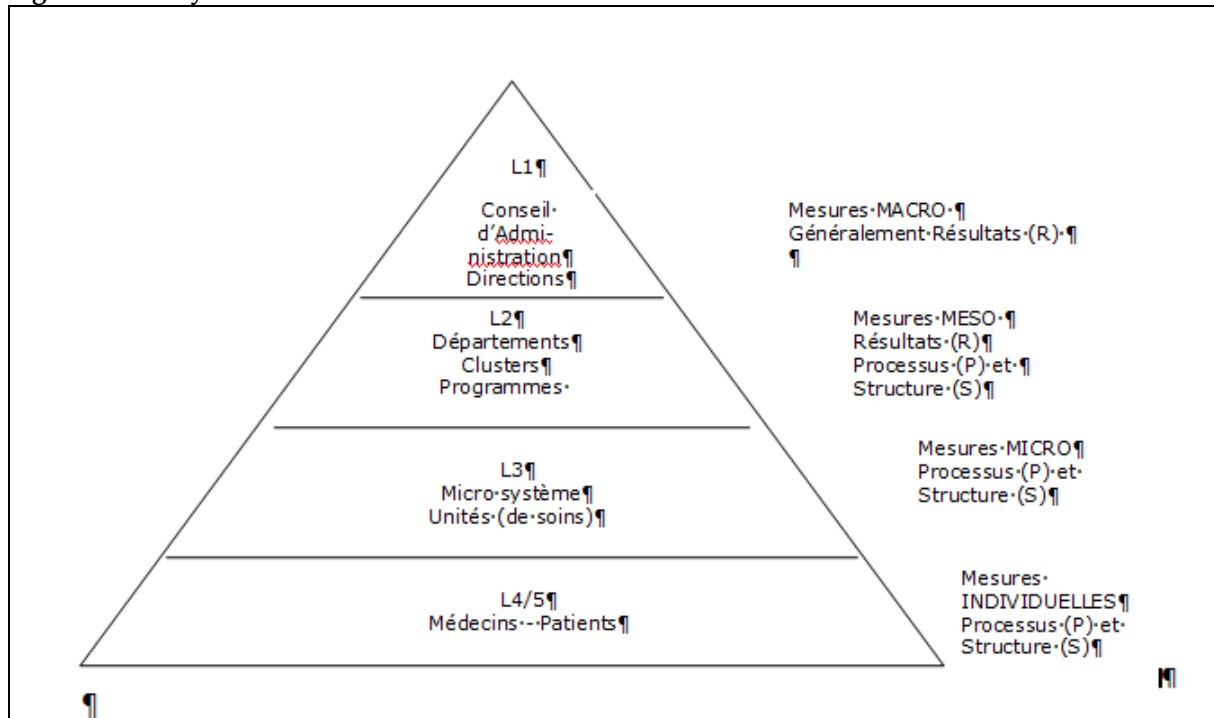 L1¶
Conseil·
d'Admi-
nistration¶
Directions¶
Mesures·MACRO·¶
Généralement·Résultats·(R)·¶
¶
L2¶
Départements¶
Clusters¶
Programmes·
Mesures·MESO·¶
Résultats·(R)¶
Processus·(P)·et·¶
Structure·(S)¶
L3¶
Micro·système¶
Unités·(de·soins)¶
Mesures·MICRO¶
Processus·(P)·et·
Structure·(S)¶
L4/5¶
Médecins·-·Patients¶
Mesures·
INDIVIDUELLES¶
Processus·(P)·et·
Structure·(S)¶
¶
¶